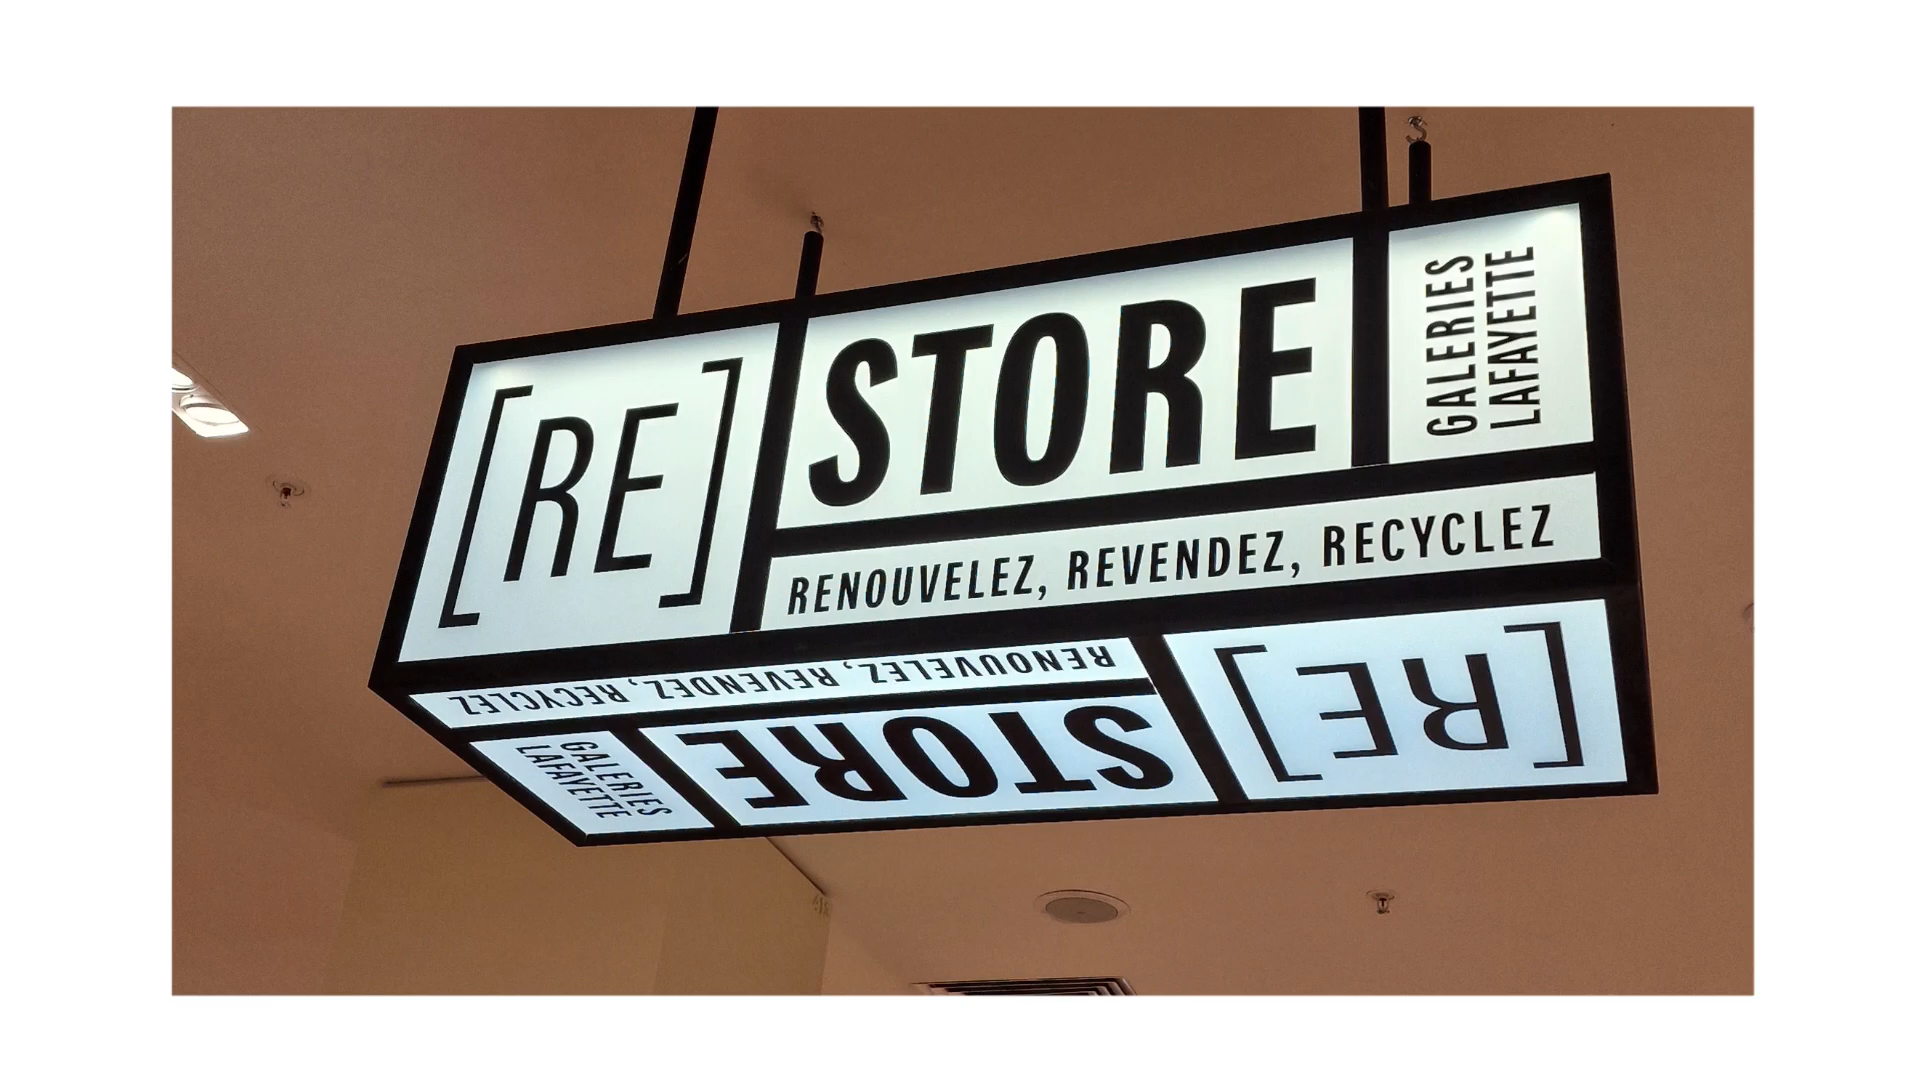 [RE] STORE
GALERIES
LAFAYETTE
RENOUVELEZ, REVENDEZ, RECYCLEZ
RENOUVELEZ, REVENDEZ, RECYCLEZ
[RE] STORE
GALERIES
LAFAYETTE